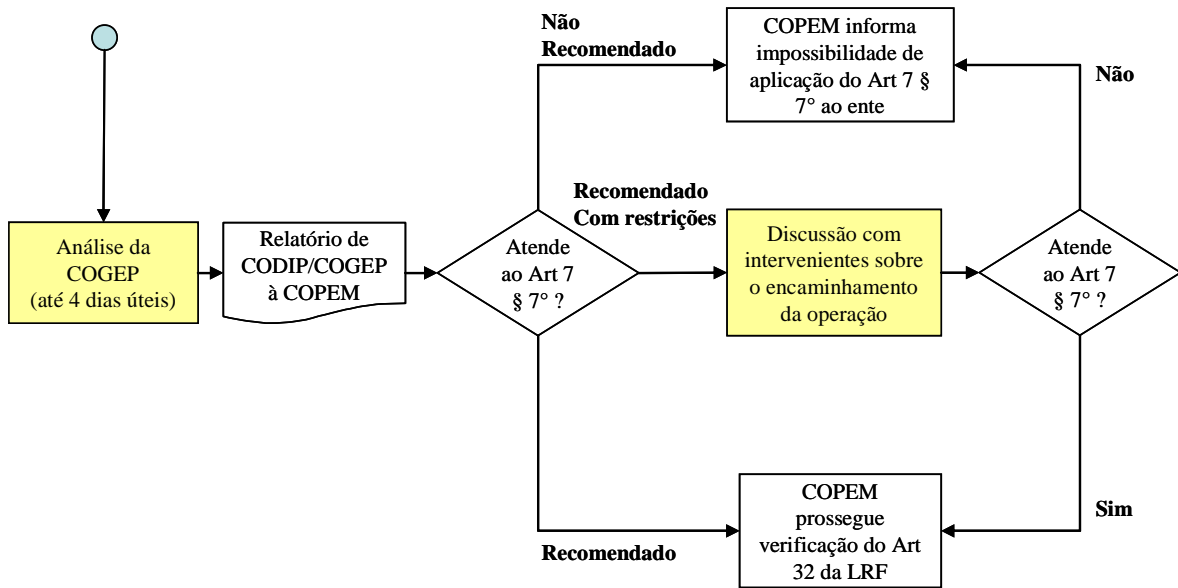 Não
Recomendado
COPEM informa
impossibilidade de
aplicação do Art 7 §
7° ao ente
Não
Recomendado
Com restrições
Análise da
COGEP
(até 4 dias úteis)
Relatório de
CODIP/COGEP
à COPEM
Atende
ao Art 7
§ 7° ?
Discussão com
intervenientes sobre
o encaminhamento
da operação
Atende
ao Art 7
§ 7° ?
Recomendado
COPEM
prossegue
verificação do Art
32 da LRF
Sim